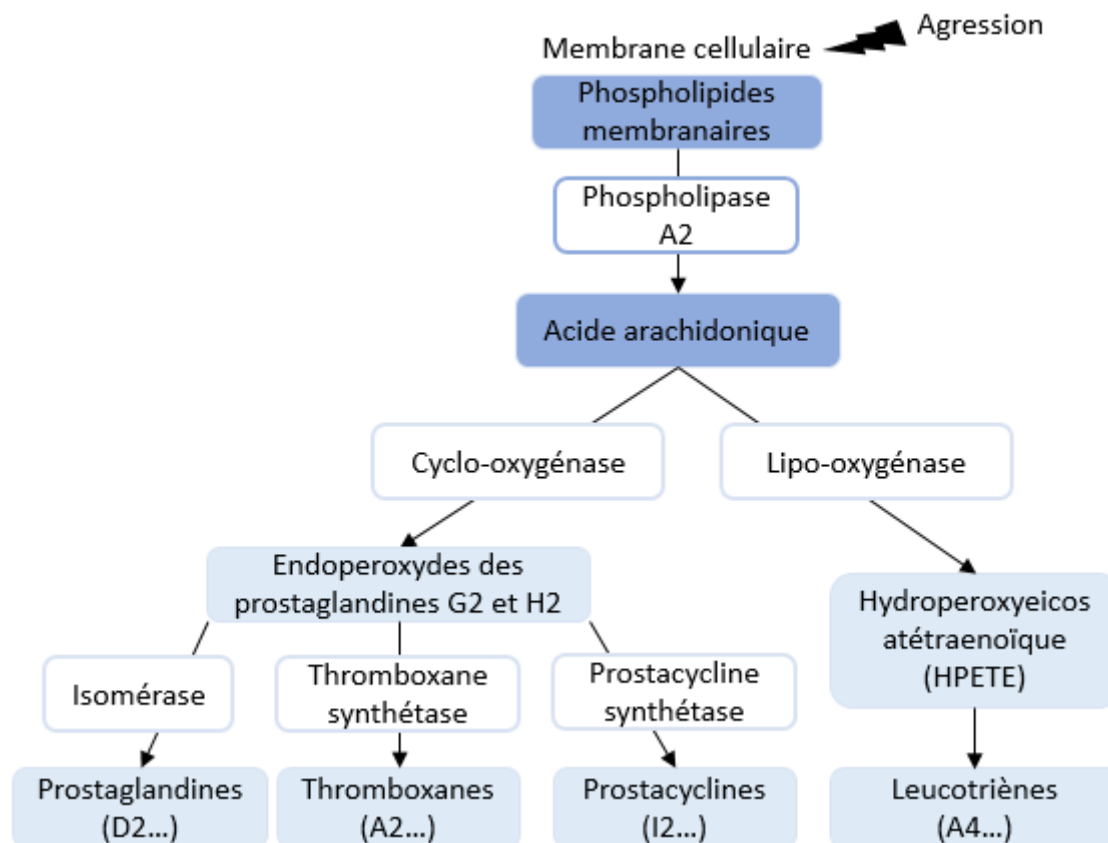 Agression
Membrane cellulaire
Phospholipides
membranaires
Phospholipase
A2
Acide arachidonique
Cyclo-oxygénase
Lipo-oxygénase
Endoperoxydes des
prostaglandines G2 et H2
Hydroperoxyeicos
atétraenoïque
(HPETE)
Isomérase
Thromboxane
synthétase
Prostacycline
synthétase
Prostaglandines
(D2...)
Thromboxanes
(A2...)
Prostacyclines
(I2...)
Leucotriènes
(A4...)